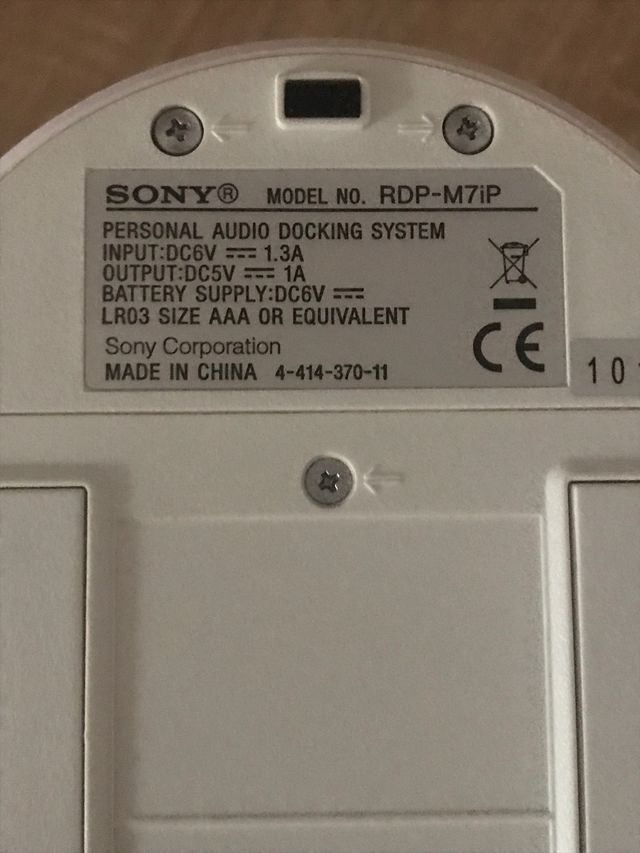 SONY® MODEL NO. RDP-M7iP
PERSONAL AUDIO DOCKING SYSTEM
INPUT:DC6V ⎓ 1.3A
OUTPUT:DC5V ⎓ 1A
BATTERY SUPPLY:DC6V ⎓
LR03 SIZE AAA OR EQUIVALENT
Sony Corporation
MADE IN CHINA 4-414-370-11
CE